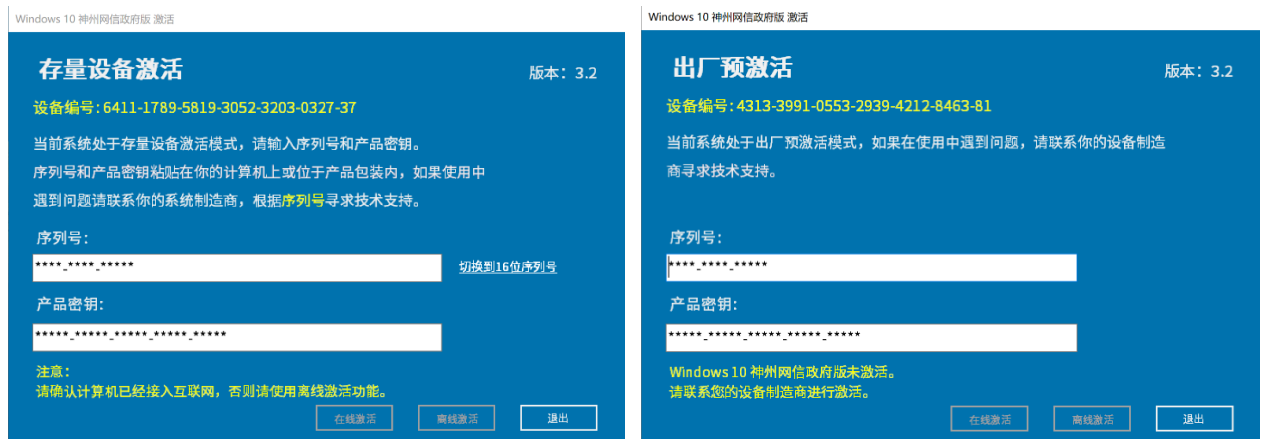 Windows 10 神州网信政府版 激活
存量设备激活
版本：3.2
设备编号:6411-1789-5819-3052-3203-0327-37
当前系统处于存量设备激活模式，请输入序列号和产品密钥。
序列号和产品密钥粘贴在你的计算机上或位于产品包装内，如果使用中
遇到问题请联系你的系统制造商，根据序列号寻求技术支持。
序列号：
****-****-*****
切换到16位序列号
产品密钥：
*****-*****-*****-*****-*****
注意：
请确认计算机已经接入互联网，否则请使用离线激活功能。
在线激活
离线激活
退出
Windows 10 神州网信政府版 激活
出厂预激活
版本：3.2
设备编号:4313-3991-0553-2939-4212-8463-81
当前系统处于出厂预激活模式，如果在使用中遇到问题，请联系你的设备制造
商寻求技术支持。
序列号：
****-****-*****
产品密钥：
*****-*****-*****-*****-*****
Windows 10 神州网信政府版未激活。
请联系您的设备制造商进行激活。
在线激活
离线激活
退出